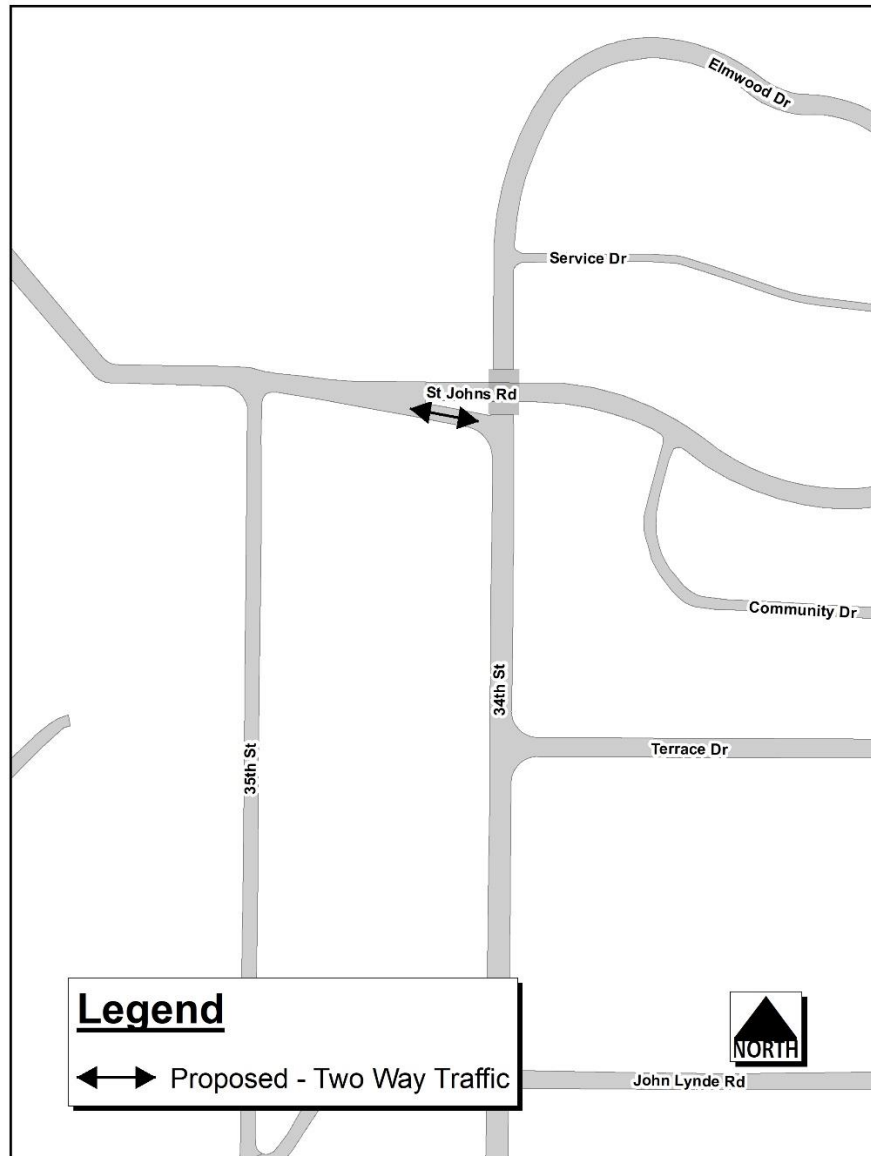 Elmwood Dr
Service Dr
St Johns Rd
Community Dr
34th St
Terrace Dr
35th St
Legend
Proposed - Two Way Traffic
NORTH
John Lynde Rd